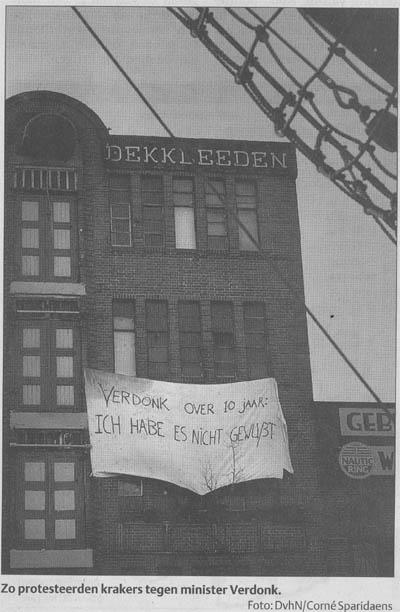 DEKKLEEDEN
VERDONK OVER 10 JAAR:
ICH HABE ES NICHT GEWUßT
GEB
NAUTIC
RING
W
Zo protesteerden krakers tegen minister Verdonk.
Foto: DvhN/Corné Sparidaens